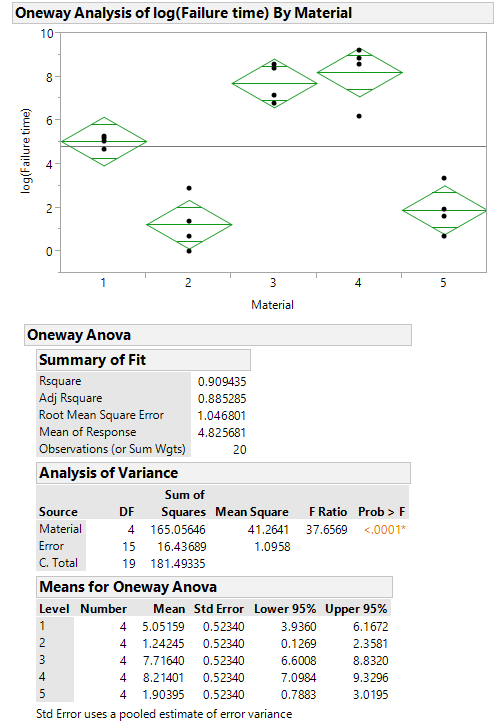 Oneway Analysis of log(Failure time) By Material
log(Failure time)
10
8
6
4
2
0
1 2 3 4 5
Material
Oneway Anova
Summary of Fit
Rsquare 0.909435
Adj Rsquare 0.885285
Root Mean Square Error 1.046801
Mean of Response 4.825681
Observations (or Sum Wgts) 20
Analysis of Variance
Sum of
Source DF Squares Mean Square F Ratio Prob > F
Material 4 165.05646 41.2641 37.6569 <.0001*
Error 15 16.43689 1.0958
C. Total 19 181.49335
Means for Oneway Anova
Level Number Mean Std Error Lower 95% Upper 95%
1 4 5.05159 0.52340 3.9360 6.1672
2 4 1.24245 0.52340 0.1269 2.3581
3 4 7.71640 0.52340 6.6008 8.8320
4 4 8.21401 0.52340 7.0984 9.3296
5 4 1.90395 0.52340 0.7883 3.0195
Std Error uses a pooled estimate of error variance